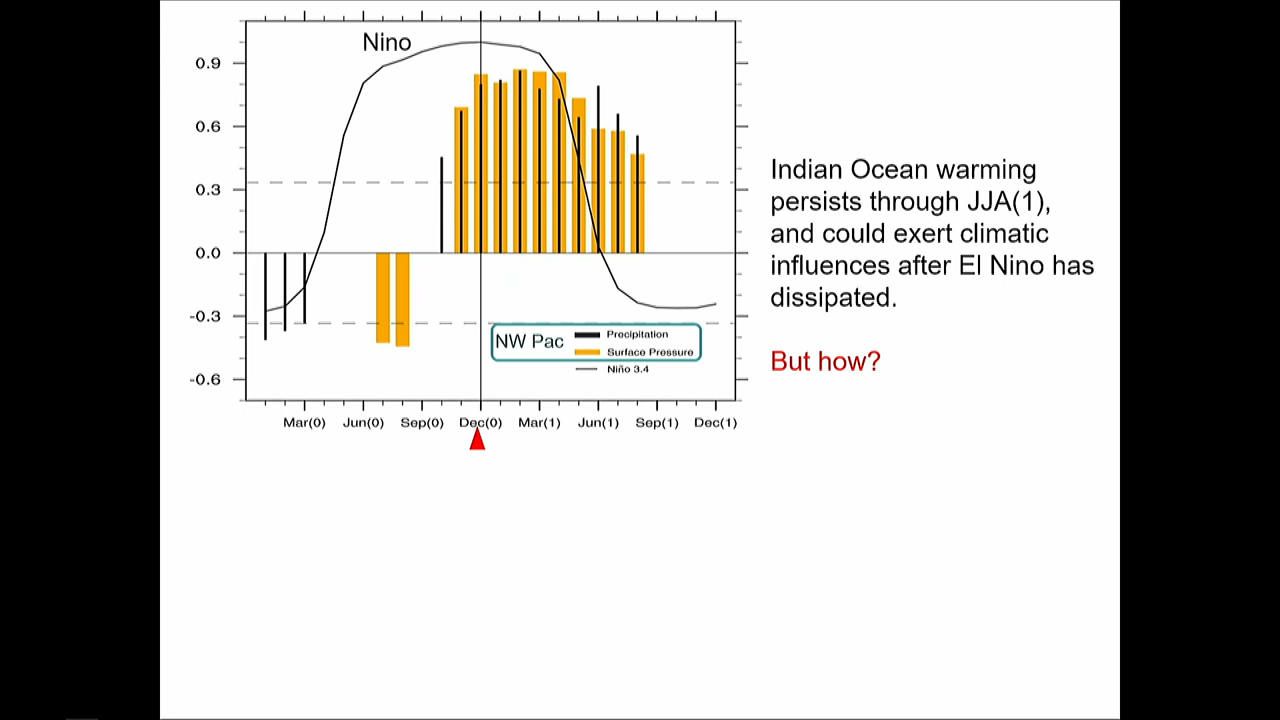 Nino
0.9
0.6
0.3
0.0
-0.3
-0.6
NW Pac
Precipitation
Surface Pressure
Niño 3.4
Mar(0) Jun(0) Sep(0) Dec(0) Mar(1) Jun(1) Sep(1) Dec(1)
Indian Ocean warming
persists through JJA(1),
and could exert climatic
influences after El Nino has
dissipated.
But how?